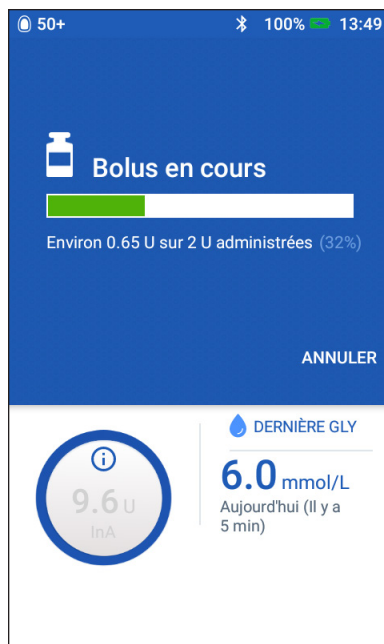 50+ 100% 13:49
Bolus en cours
Environ 0.65 U sur 2 U administrées (32%)
ANNULER
9.6 U
InA
DERNIÈRE GLY
6.0 mmol/L
Aujourd'hui (Il y a
5 min)